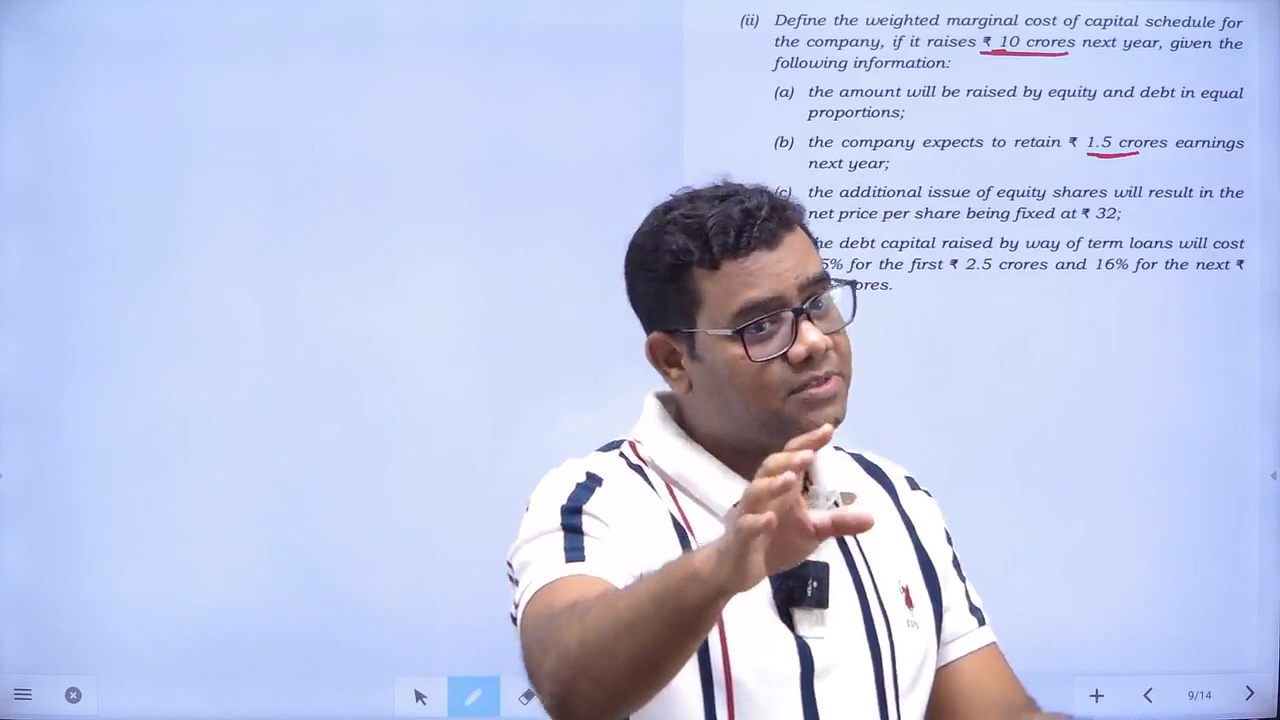 (ii) Define the weighted marginal cost of capital schedule for
the company, if it raises ₹ 10 crores next year, given the
following information:
(a) the amount will be raised by equity and debt in equal
proportions;
(b) the company expects to retain ₹ 1.5 crores earnings
next year;
(c) the additional issue of equity shares will result in the
net price per share being fixed at ₹ 32;
debt capital raised by way of term loans will cost
for the first ₹ 2.5 crores and 16% for the next ₹
9/14